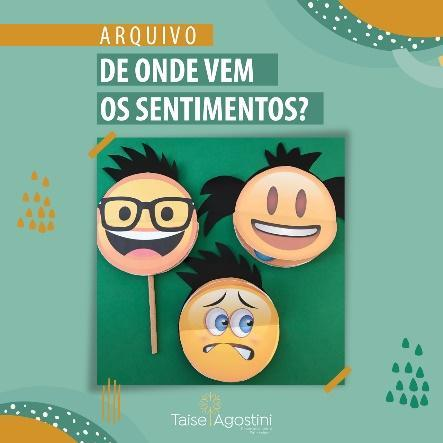 ARQUIVO
DE ONDE VEM
OS SENTIMENTOS?
Taise Agostini